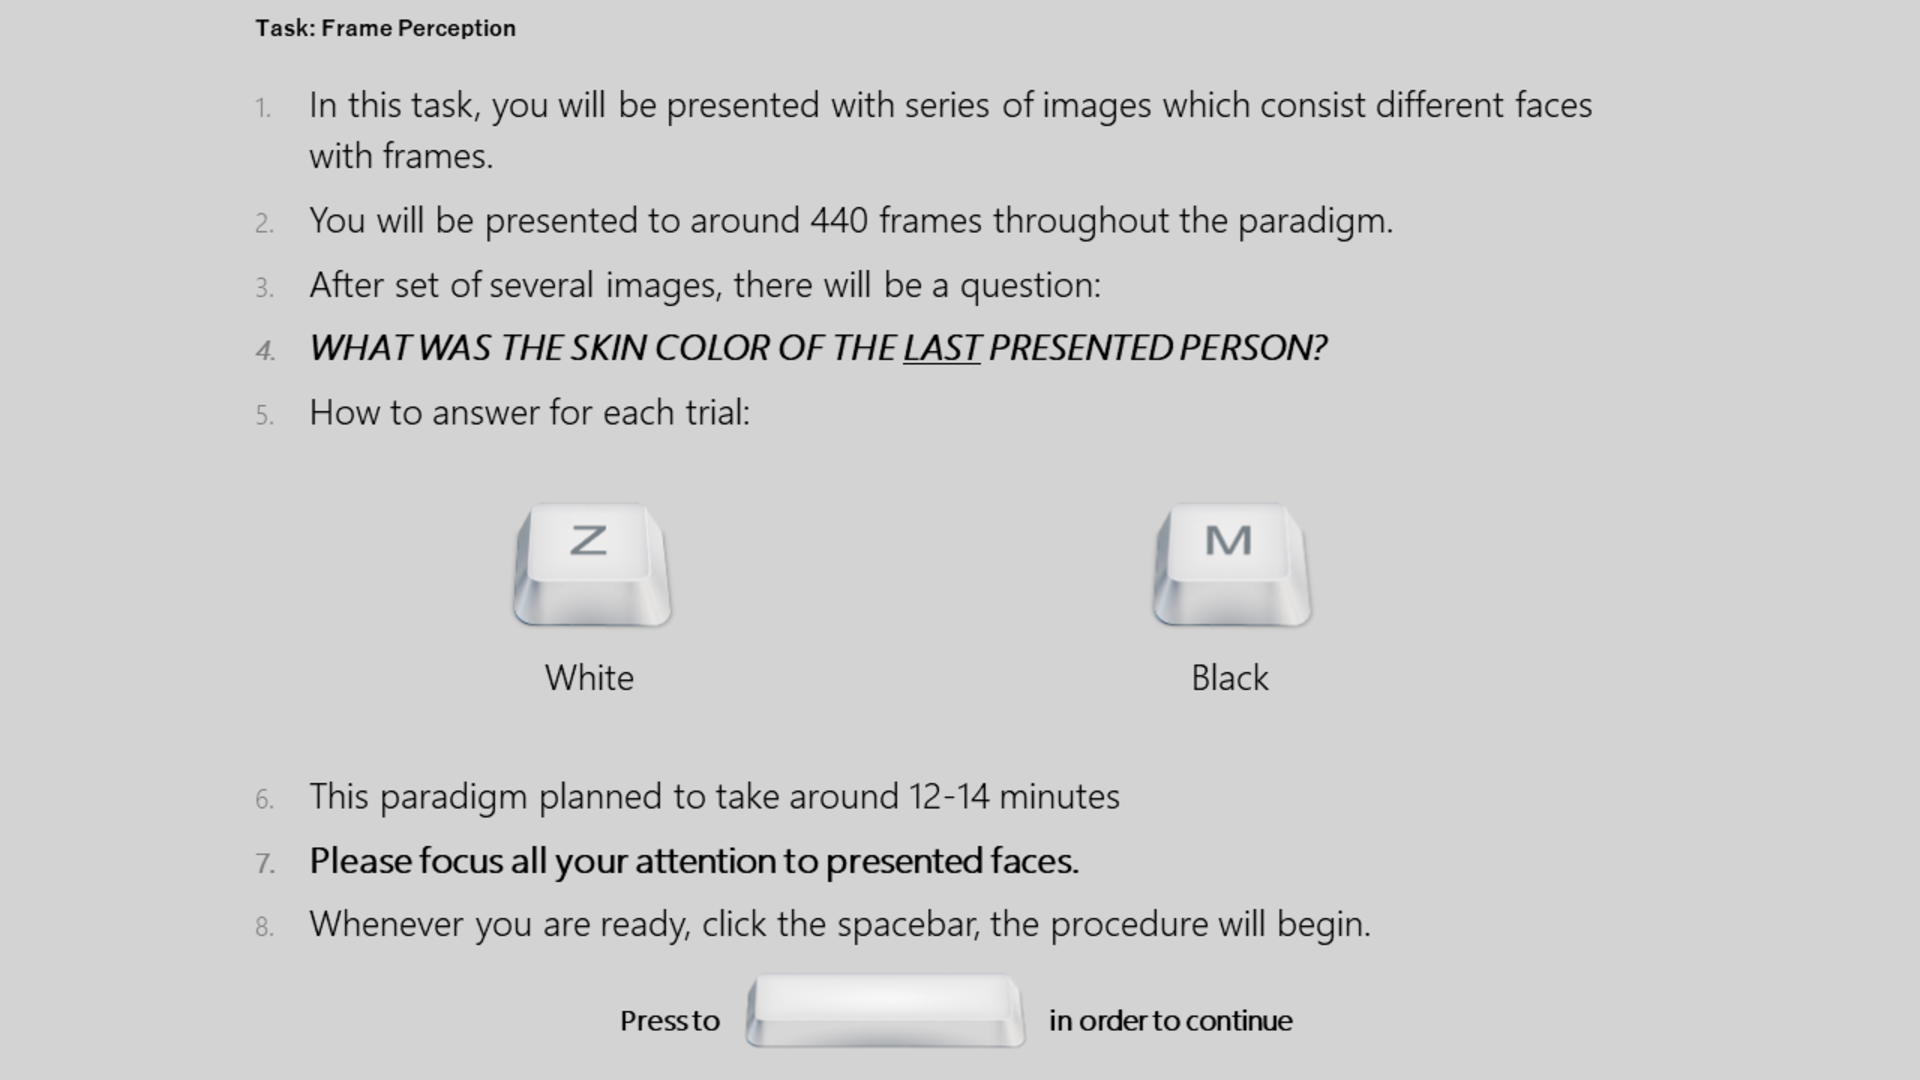 Task: Frame Perception
1. In this task, you will be presented with series of images which consist different faces
with frames.
2. You will be presented to around 440 frames throughout the paradigm.
3. After set of several images, there will be a question:
4. WHAT WAS THE SKIN COLOR OF THE LAST PRESENTED PERSON?
5. How to answer for each trial:
Z M
White Black
6. This paradigm planned to take around 12-14 minutes
7. Please focus all your attention to presented faces.
8. Whenever you are ready, click the spacebar, the procedure will begin.
Press to in order to continue